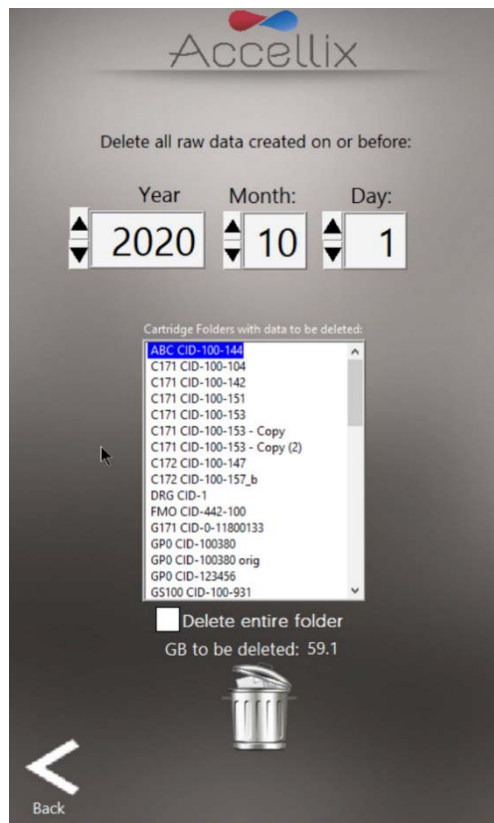 Accellix
Delete all raw data created on or before:
Year Month: Day:
2020 10 1
Cartridge Folders with data to be deleted:
ABC CID-100-144
C171 CID-100-104
C171 CID-100-142
C171 CID-100-151
C171 CID-100-153
C171 CID-100-153 - Copy
C171 CID-100-153 - Copy (2)
C172 CID-100-147
C172 CID-100-157_b
DRG CID-1
FMO CID-442-100
G171 CID-0-11800133
GP0 CID-100380
GP0 CID-100380 orig
GP0 CID-123456
GS100 CID-100-931
Delete entire folder
GB to be deleted: 59.1
Back